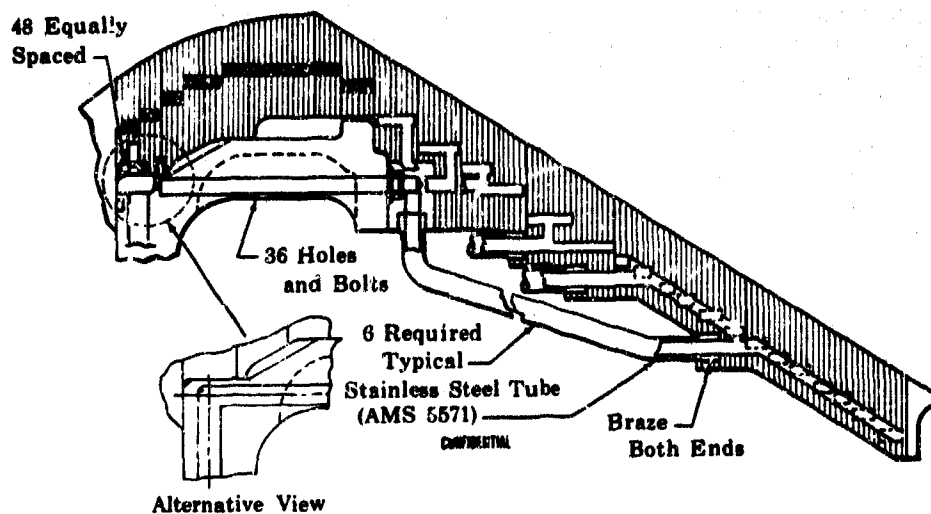 48 Equally
Spaced
36 Holes
and Bolts
6 Required
Typical
Stainless Steel Tube
(AMS 5571)
CONFIDENTIAL
Braze
Both Ends
Alternative View